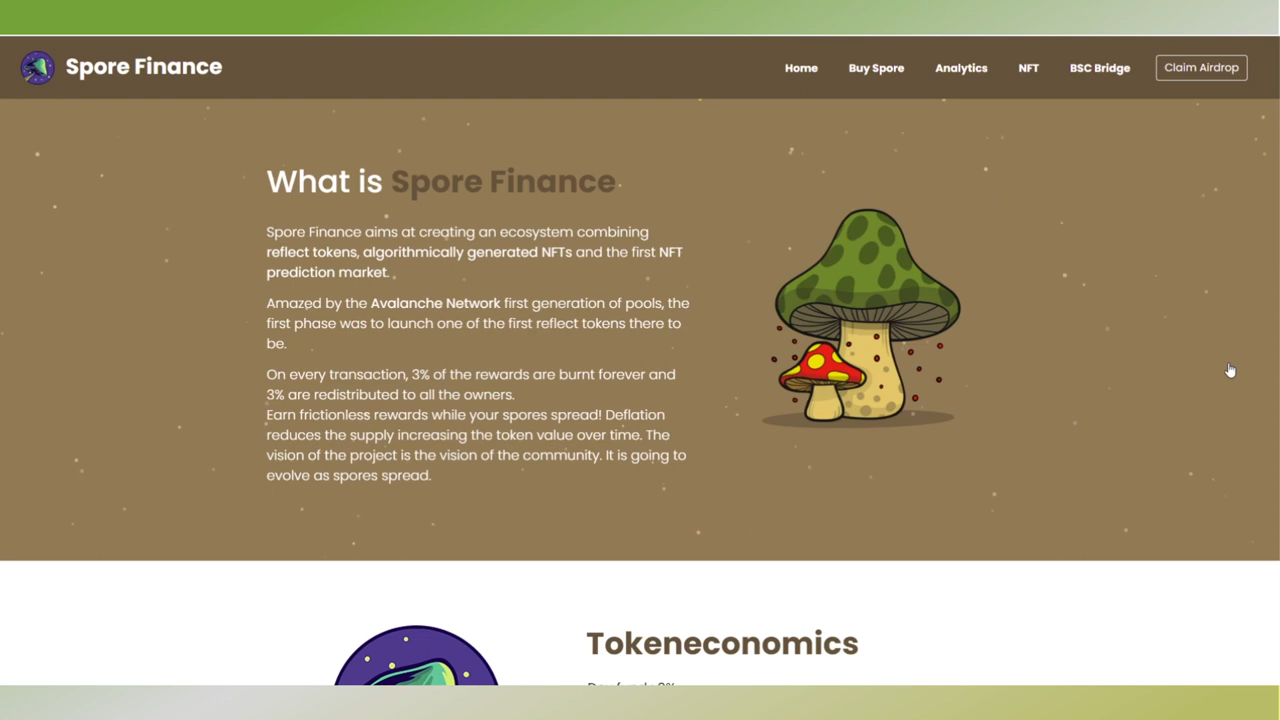 Spore Finance
Home Buy Spore Analytics NFT BSC Bridge Claim Airdrop
What is Spore Finance
Spore Finance aims at creating an ecosystem combining
reflect tokens, algorithmically generated NFTs and the first NFT
prediction market.
Amazed by the Avalanche Network first generation of pools, the
first phase was to launch one of the first reflect tokens there to
be.
On every transaction, 3% of the rewards are burnt forever and
3% are redistributed to all the owners.
Earn frictionless rewards while your spores spread! Deflation
reduces the supply increasing the token value over time. The
vision of the project is the vision of the community. It is going to
evolve as spores spread.
Tokeneconomics